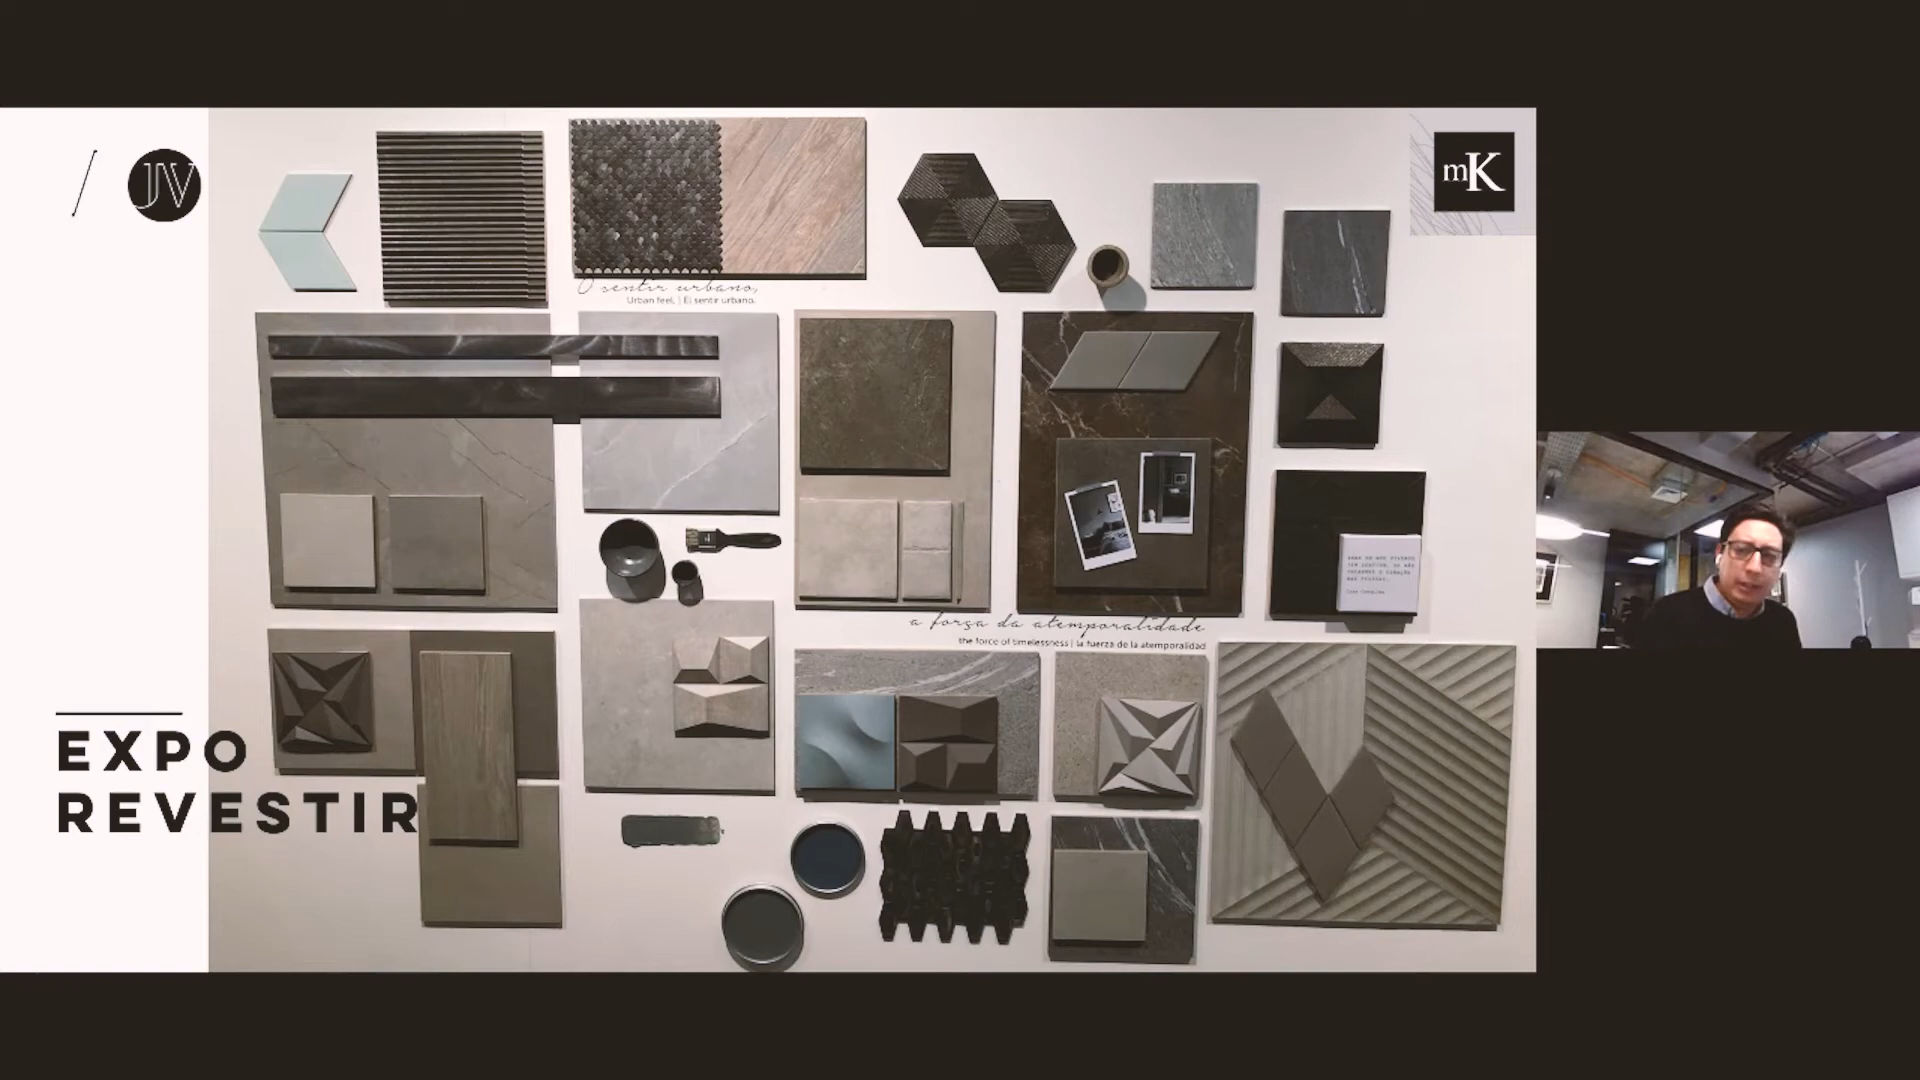 JV
mK
O sentir urbano,
Urban feel. | El sentir urbano.
a força da atemporalidade
the force of timelessness | la fuerza de la atemporalidad
EXPO
REVESTIR